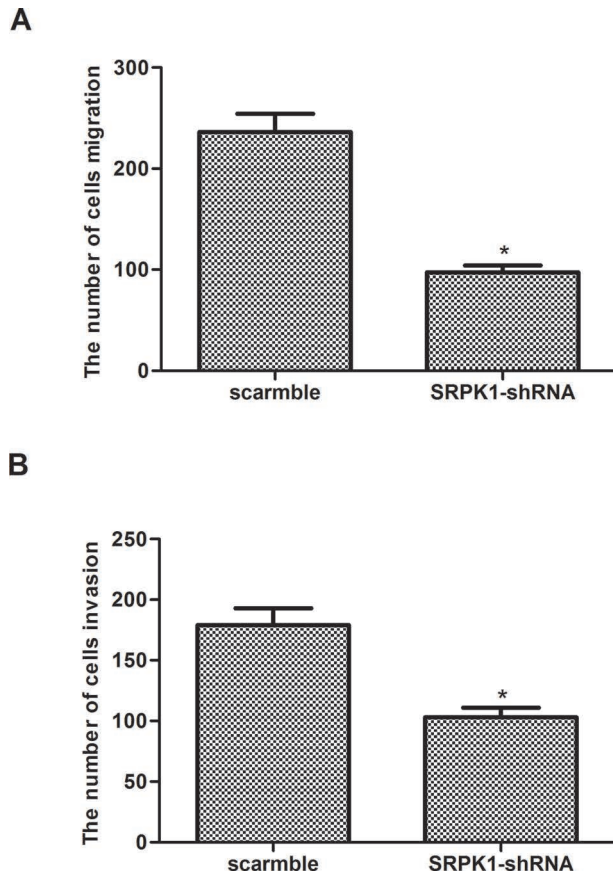 A
The number of cells migration
300
200
100
0
*
scarmble
SRPK1-shRNA
B
The number of cells invasion
250
200
150
100
50
0
*
scarmble
SRPK1-shRNA